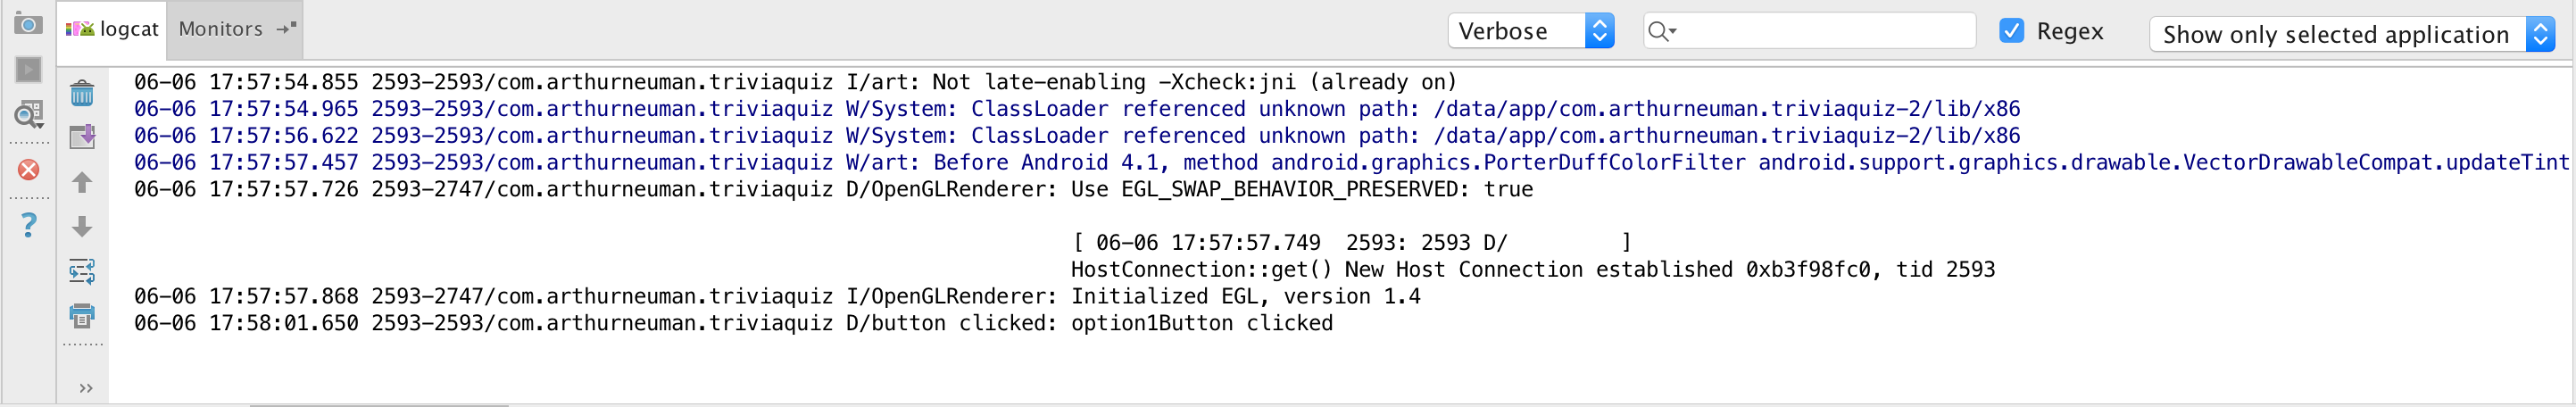 logcat Monitors Verbose Regex Show only selected application
06-06 17:57:54.855 2593-2593/com.arthurneuman.triviaquiz I/art: Not late-enabling -Xcheck:jni (already on)
06-06 17:57:54.965 2593-2593/com.arthurneuman.triviaquiz W/System: ClassLoader referenced unknown path: /data/app/com.arthurneuman.triviaquiz-2/lib/x86
06-06 17:57:56.622 2593-2593/com.arthurneuman.triviaquiz W/System: ClassLoader referenced unknown path: /data/app/com.arthurneuman.triviaquiz-2/lib/x86
06-06 17:57:57.457 2593-2593/com.arthurneuman.triviaquiz W/art: Before Android 4.1, method android.graphics.PorterDuffColorFilter android.support.graphics.drawable.VectorDrawableCompat.updateTint
06-06 17:57:57.726 2593-2747/com.arthurneuman.triviaquiz D/OpenGLRenderer: Use EGL_SWAP_BEHAVIOR_PRESERVED: true
[ 06-06 17:57:57.749  2593: 2593 D/         ]
HostConnection::get() New Host Connection established 0xb3f98fc0, tid 2593
06-06 17:57:57.868 2593-2747/com.arthurneuman.triviaquiz I/OpenGLRenderer: Initialized EGL, version 1.4
06-06 17:58:01.650 2593-2593/com.arthurneuman.triviaquiz D/button clicked: option1Button clicked